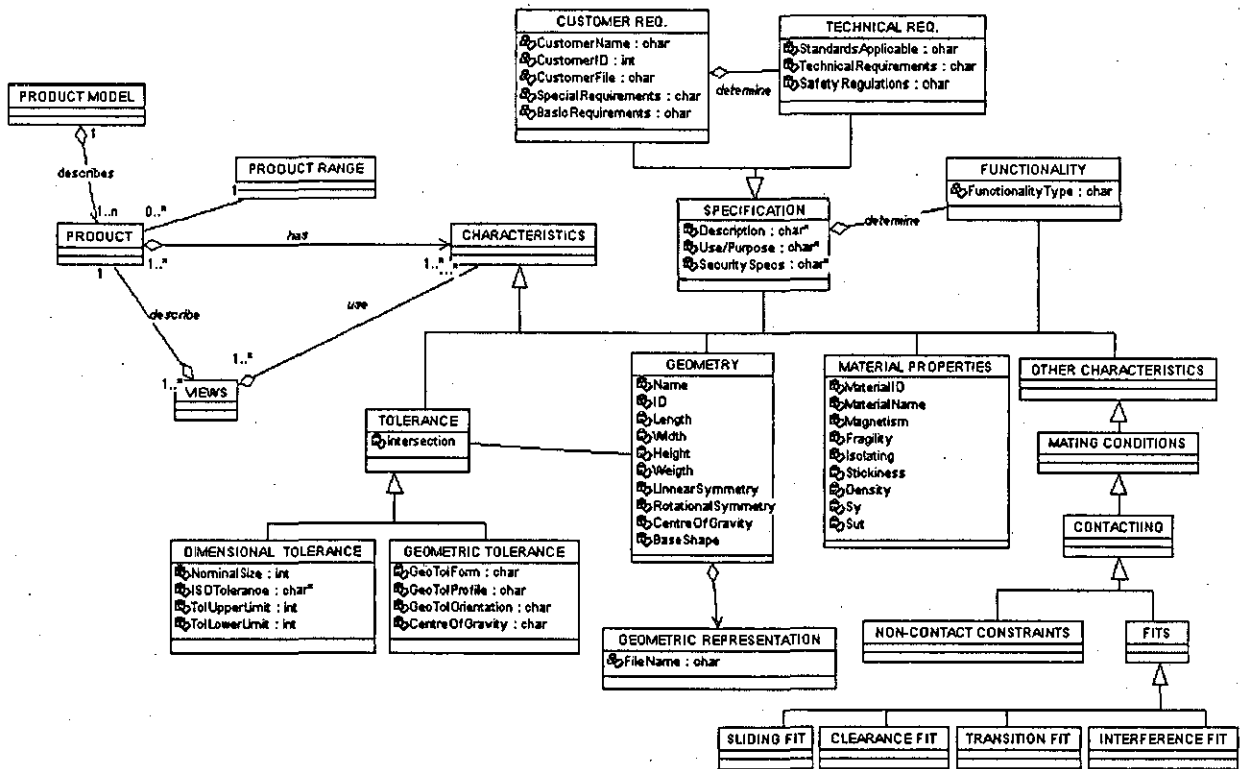 CUSTOMER REQ.
CustomerName : char
CustomerID : int
CustomerFile : char
SpecialRequirements : char
BasicRequirements : char
TECHNICAL REQ.
StandardsApplicable : char
TechnicalRequirements : char
Safety Regulations : char
determine
PRODUCT MODEL
1
describes
1..n
PRODUCT RANGE
1
0..*
PRODUCT
1
1..*
has
CHARACTERISTICS
1..*
...*
use
describe
1..*
1..*
VIEWS
SPECIFICATION
Description : char*
Use/Purpose : char*
Security Specs : char*
determine
FUNCTIONALITY
FunctionalityType : char
TOLERANCE
intersection
GEOMETRY
Name
ID
Length
Width
Height
Weigth
LinnearSymmetry
RotationalSymmetry
CentreOfGravity
BaseShape
MATERIAL PROPERTIES
MaterialID
MaterialName
Magnetism
Fragility
Isolating
Stickiness
Density
Sy
Sut
OTHER CHARACTERISTICS
MATING CONDITIONS
CONTACTIING
DIMENSIONAL TOLERANCE
NominalSize : int
ISOTolerance : char*
TolUpperLimit : int
TolLowerLimit : int
GEOMETRIC TOLERANCE
GeoTolForm : char
GeoTolProfile : char
GeoTolOrientation : char
CentreOfGravity : char
GEOMETRIC REPRESENTATION
FileName : char
NON-CONTACT CONSTRAINTS
FITS
SLIDING FIT
CLEARANCE FIT
TRANSITION FIT
INTERFERENCE FIT